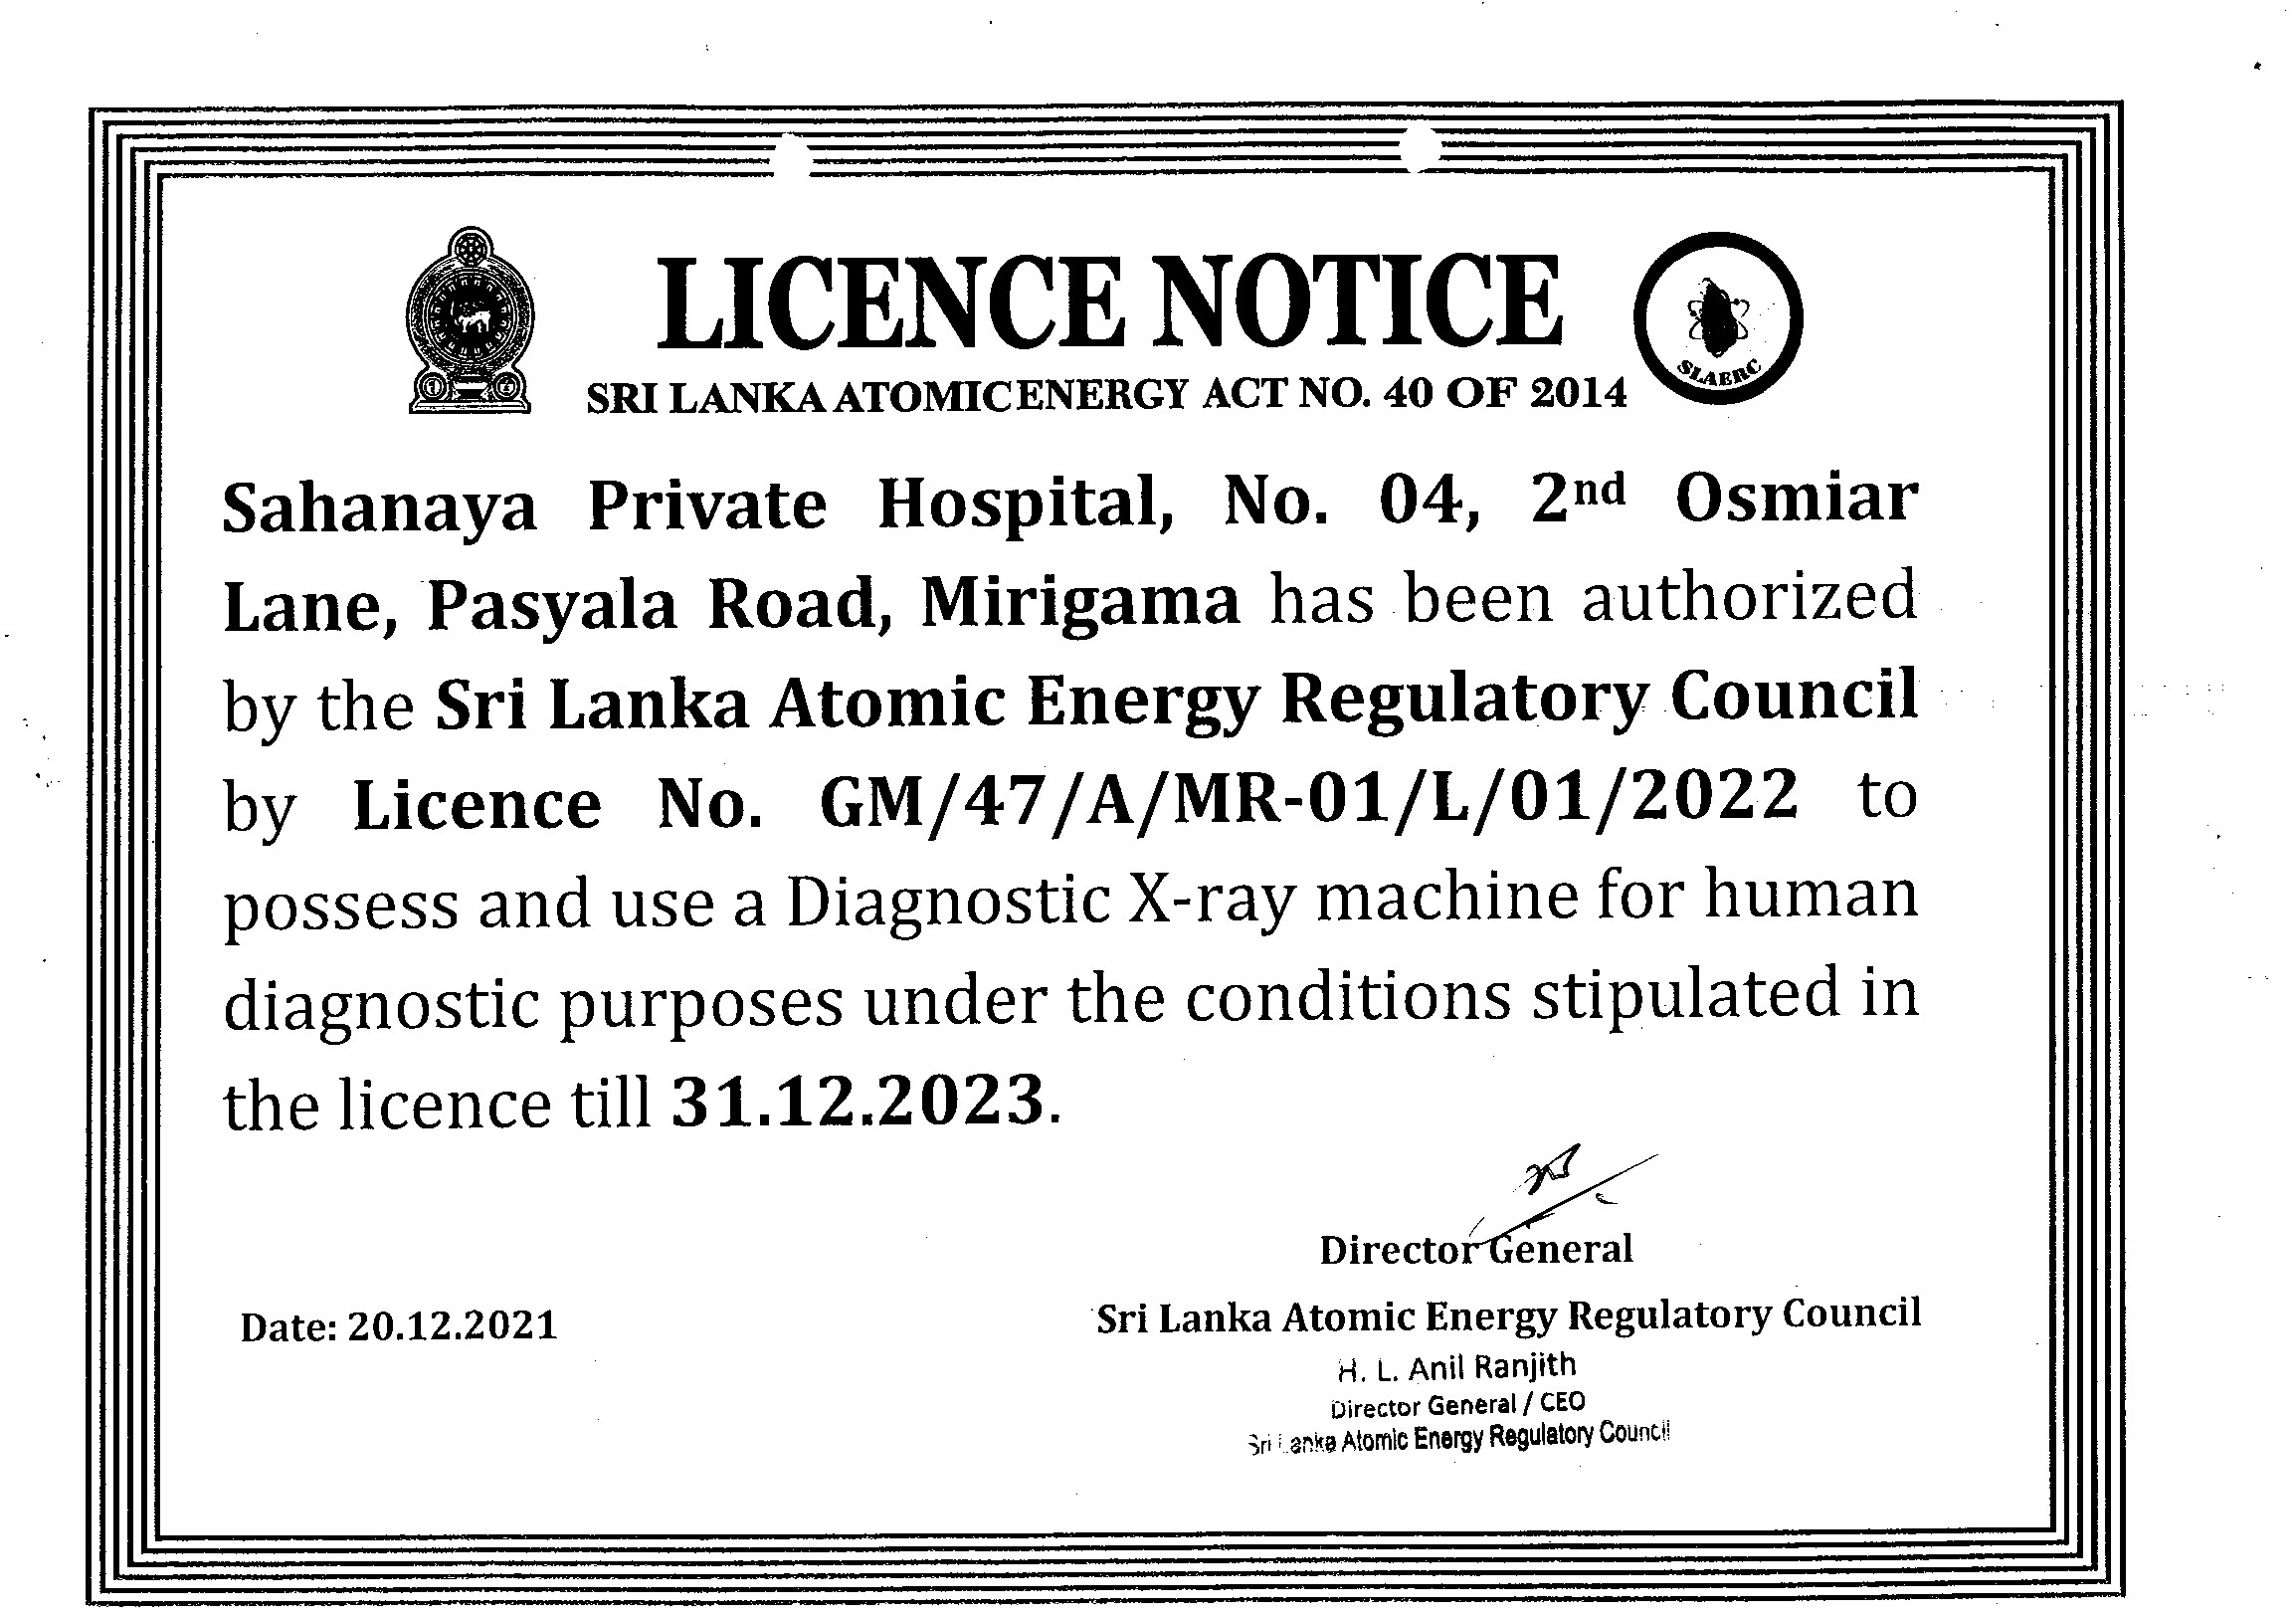 LICENCE NOTICE
SLAERC
SRI LANKA ATOMIC ENERGY ACT NO. 40 OF 2014
Sahanaya Private Hospital, No. 04, 2nd Osmiar
Lane, Pasyala Road, Mirigama has been authorized
by the Sri Lanka Atomic Energy Regulatory Council
by Licence No. GM/47/A/MR-01/L/01/2022 to
possess and use a Diagnostic X-ray machine for human
diagnostic purposes under the conditions stipulated in
the licence till 31.12.2023.
Director General
Date: 20.12.2021
Sri Lanka Atomic Energy Regulatory Council
H. L. Anil Ranjith
Director General / CEO
Sri Lanka Atomic Energy Regulatory Council